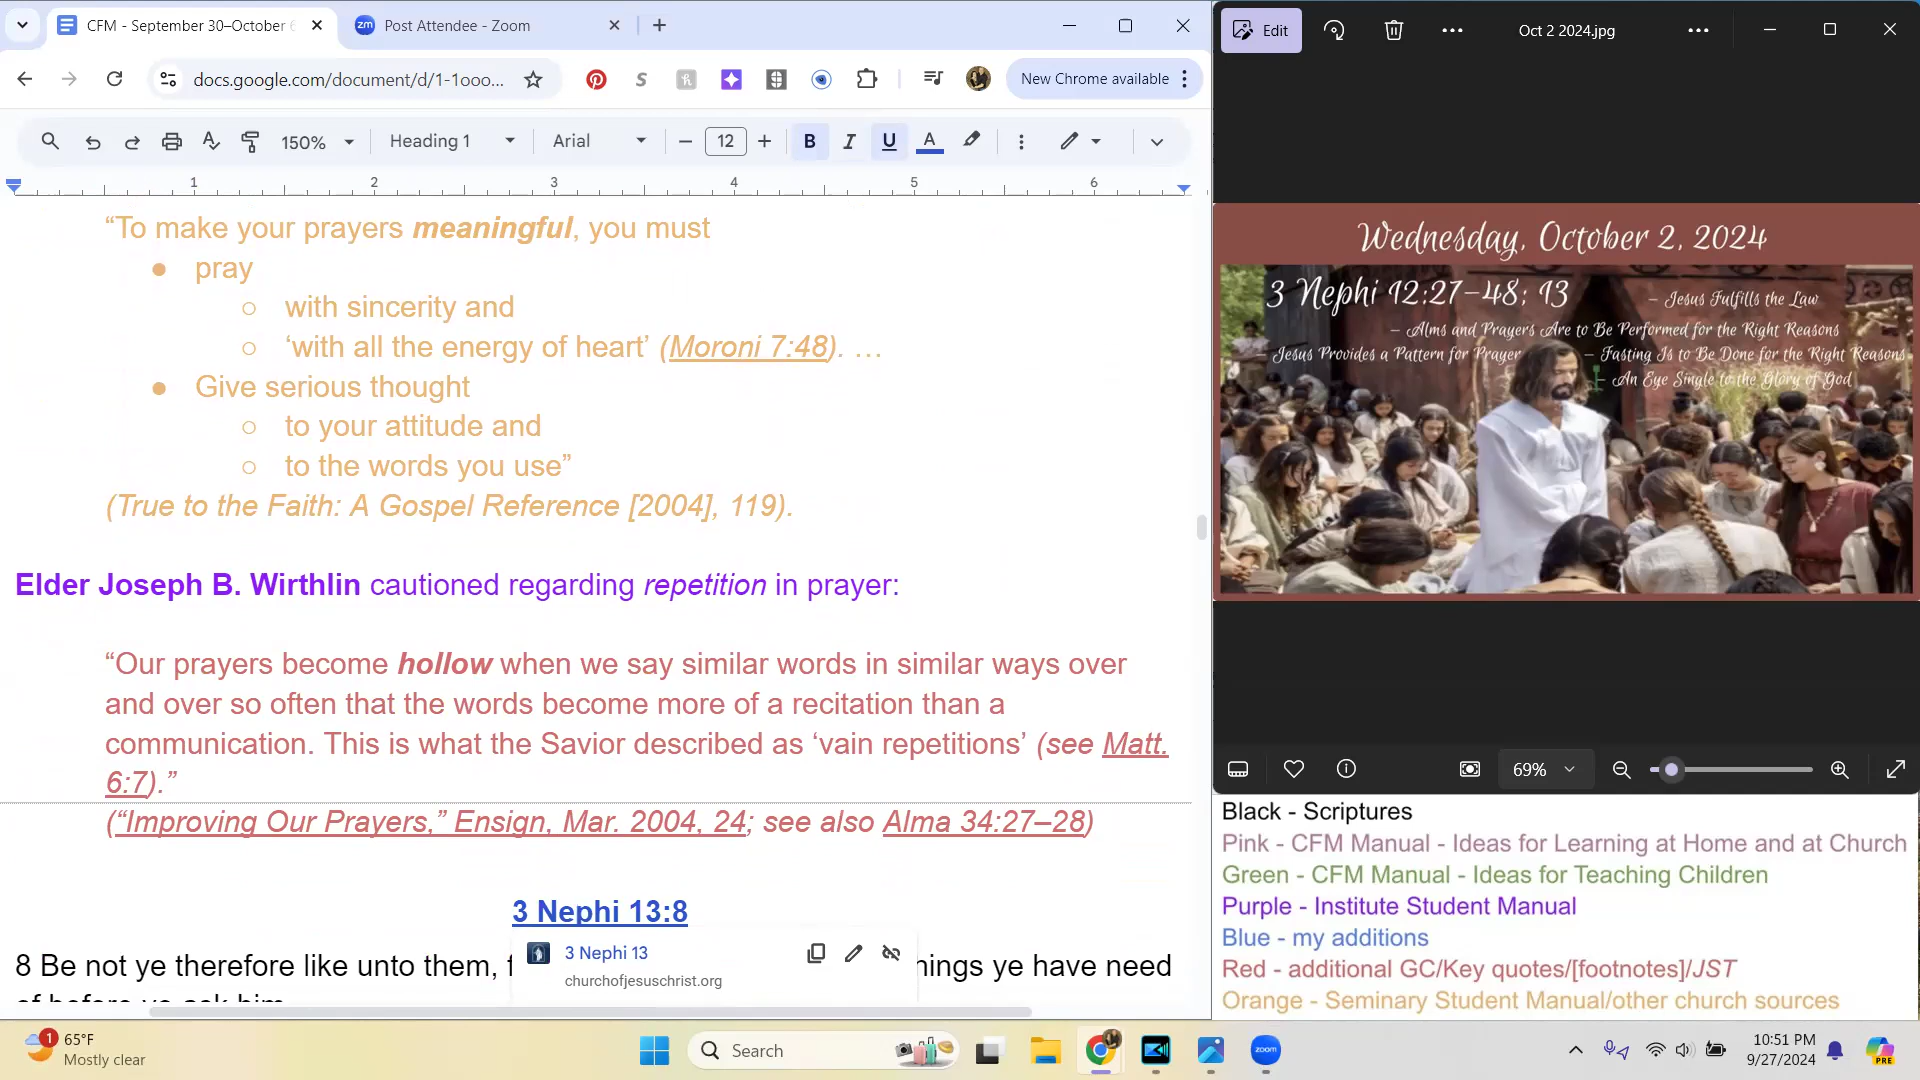 CFM - September 30–October 6
Post Attendee - Zoom
docs.google.com/document/d/1-1ooo...
New Chrome available
150%
Heading 1
Arial
12
B
I
U
A
1 2 3 4 5 6
“To make your prayers meaningful, you must
● pray
○ with sincerity and
○ ‘with all the energy of heart’ (Moroni 7:48). …
● Give serious thought
○ to your attitude and
○ to the words you use”
(True to the Faith: A Gospel Reference [2004], 119).
Elder Joseph B. Wirthlin cautioned regarding repetition in prayer:
“Our prayers become hollow when we say similar words in similar ways over
and over so often that the words become more of a recitation than a
communication. This is what the Savior described as ‘vain repetitions’ (see Matt.
6:7).”
(“Improving Our Prayers,” Ensign, Mar. 2004, 24; see also Alma 34:27–28)
3 Nephi 13:8
3 Nephi 13
churchofjesuschrist.org
8 Be not ye therefore like unto them, hings ye have need
of before ye ask him
Edit
Oct 2 2024.jpg
Wednesday, October 2, 2024
3 Nephi 12:27–48; 13
– Jesus Fulfills the Law
– Alms and Prayers Are to Be Performed for the Right Reasons
– Jesus Provides a Pattern for Prayer
– Fasting Is to Be Done for the Right Reasons
– An Eye Single to the Glory of God
69%
Black - Scriptures
Pink - CFM Manual - Ideas for Learning at Home and at Church
Green - CFM Manual - Ideas for Teaching Children
Purple - Institute Student Manual
Blue - my additions
Red - additional GC/Key quotes/[footnotes]/JST
Orange - Seminary Student Manual/other church sources
1
65°F
Mostly clear
Search
zoom
10:51 PM
9/27/2024
PRE